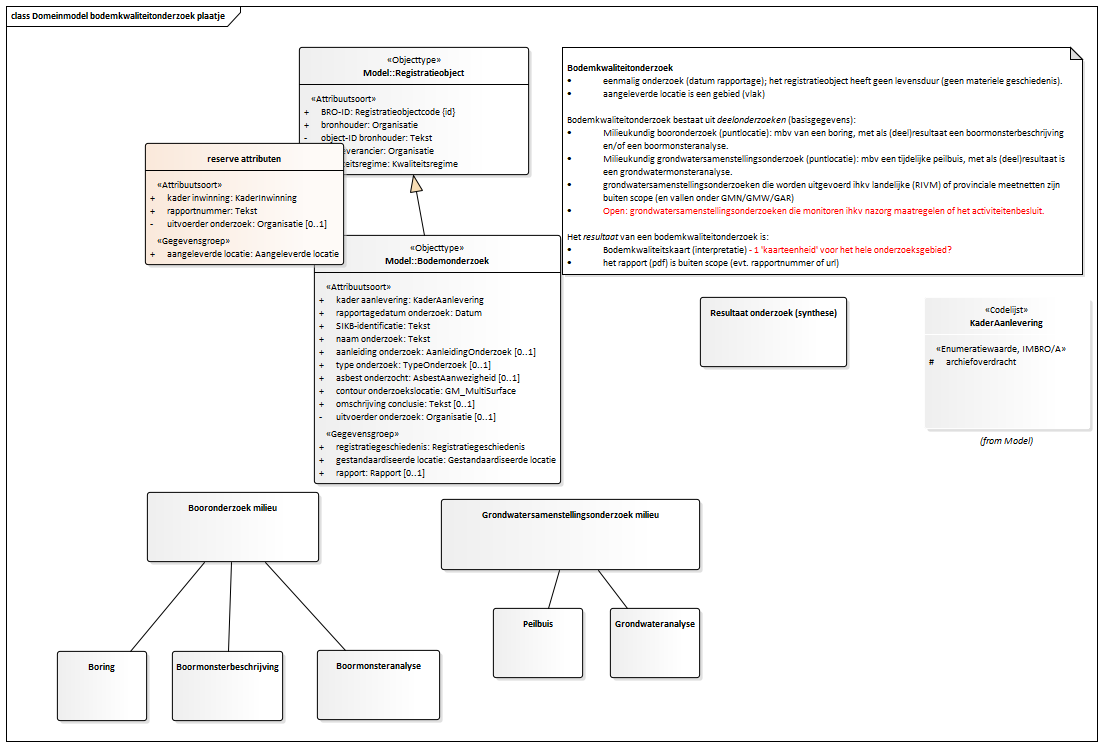 class Domeinmodel bodemkwaliteitonderzoek plaatje
«Objecttype»
Model::Registratieobject
«Attribuutsoort»
+ BRO-ID: Registratieobjectcode {id}
+ bronhouder: Organisatie
- object-ID bronhouder: Tekst
everancier: Organisatie
eitsregime: Kwaliteitsregime
reserve attributen
«Attribuutsoort»
+ kader inwinning: KaderInwinning
+ rapportnummer: Tekst
- uitvoerder onderzoek: Organisatie [0..1]
«Gegevensgroep»
+ aangeleverde locatie: Aangeleverde locatie
«Objecttype»
Model::Bodemonderzoek
«Attribuutsoort»
+ kader aanlevering: KaderAanlevering
+ rapportagedatum onderzoek: Datum
+ SIKB-identificatie: Tekst
+ naam onderzoek: Tekst
+ aanleiding onderzoek: AanleidingOnderzoek [0..1]
+ type onderzoek: TypeOnderzoek [0..1]
+ asbest onderzocht: AsbestAanwezigheid [0..1]
+ contour onderzoekslocatie: GM_MultiSurface
+ omschrijving conclusie: Tekst [0..1]
- uitvoerder onderzoek: Organisatie [0..1]
«Gegevensgroep»
+ registratiegeschiedenis: Registratiegeschiedenis
+ gestandaardiseerde locatie: Gestandaardiseerde locatie
+ rapport: Rapport [0..1]
Bodemkwaliteitonderzoek
• eenmalig onderzoek (datum rapportage); het registratieobject heeft geen levensduur (geen materiele geschiedenis).
• aangeleverde locatie is een gebied (vlak)
Bodemkwaliteitonderzoek bestaat uit deelonderzoeken (basisgegevens):
• Milieukundig booronderzoek (puntlocatie): mbv van een boring, met als (deel)resultaat een boormonsterbeschrijving
en/of een boormonsteranalyse.
• Milieukundig grondwatersamenstellingsonderzoek (puntlocatie): mbv een tijdelijke peilbuis, met als (deel)resultaat is
een grondwatermonsteranalyse.
• grondwatersamenstellingsonderzoeken die worden uitgevoerd ihkv landelijke (RIVM) of provinciale meetnetten zijn
buiten scope (en vallen onder GMN/GMW/GAR)
• Open: grondwatersamenstellingsonderzoeken die monitoren ihkv nazorg maatregelen of het activiteitenbesluit.
Het resultaat van een bodemkwaliteitonderzoek is:
• Bodemkwaliteitskaart (interpretatie) - 1 'kaarteenheid' voor het hele onderzoeksgebied?
• het rapport (pdf) is buiten scope (evt. rapportnummer of url)
Resultaat onderzoek (synthese)
«Codelijst»
KaderAanlevering
«Enumeratiewaarde, IMBRO/A»
# archiefoverdracht
(from Model)
Booronderzoek milieu
Grondwatersamenstellingsonderzoek milieu
Peilbuis
Grondwateranalyse
Boring
Boormonsterbeschrijving
Boormonsteranalyse